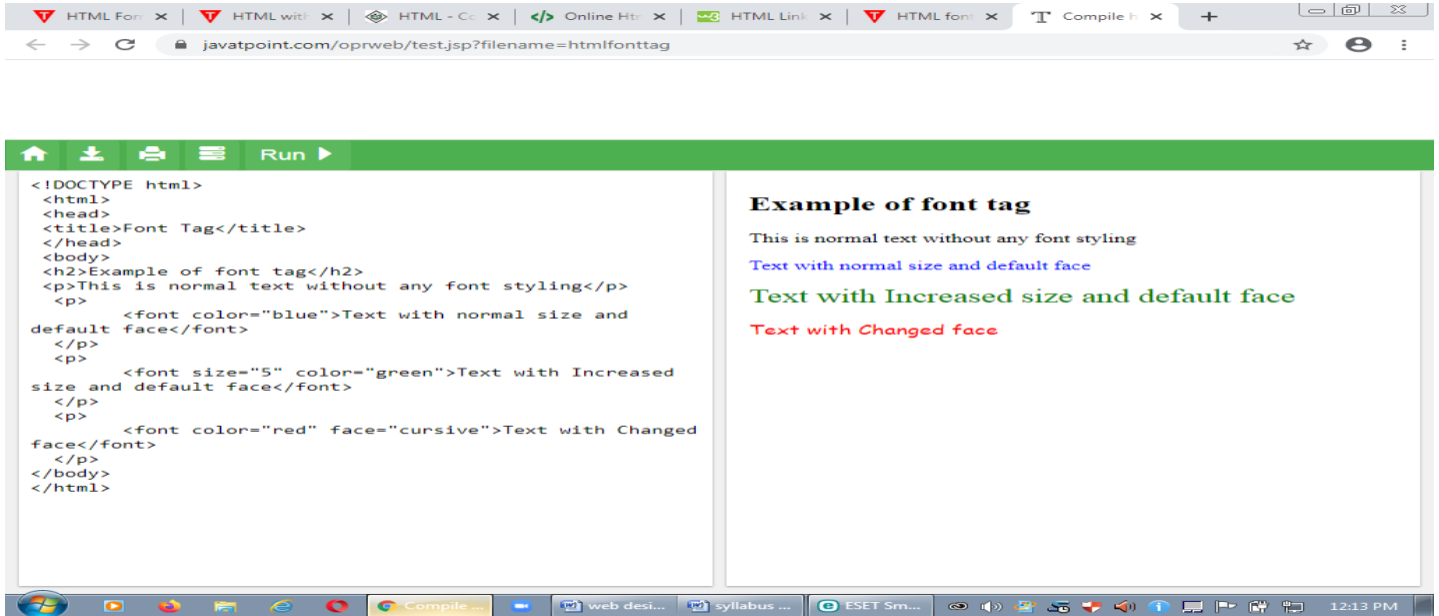 HTML For
HTML with
HTML - Co
Online Htr
HTML Link
HTML font
Compile h
javatpoint.com/oprweb/test.jsp?filename=htmlfonttag
Run
<!DOCTYPE html>
<html>
<head>
<title>Font Tag</title>
</head>
<body>
<h2>Example of font tag</h2>
<p>This is normal text without any font styling</p>
<p>
<font color="blue">Text with normal size and
default face</font>
</p>
<p>
<font size="5" color="green">Text with Increased
size and default face</font>
</p>
<p>
<font color="red" face="cursive">Text with Changed
face</font>
</p>
</body>
</html>
Example of font tag
This is normal text without any font styling
Text with normal size and default face
Text with Increased size and default face
Text with Changed face
Compile ...
web desi...
syllabus ...
ESET Sm...
12:13 PM